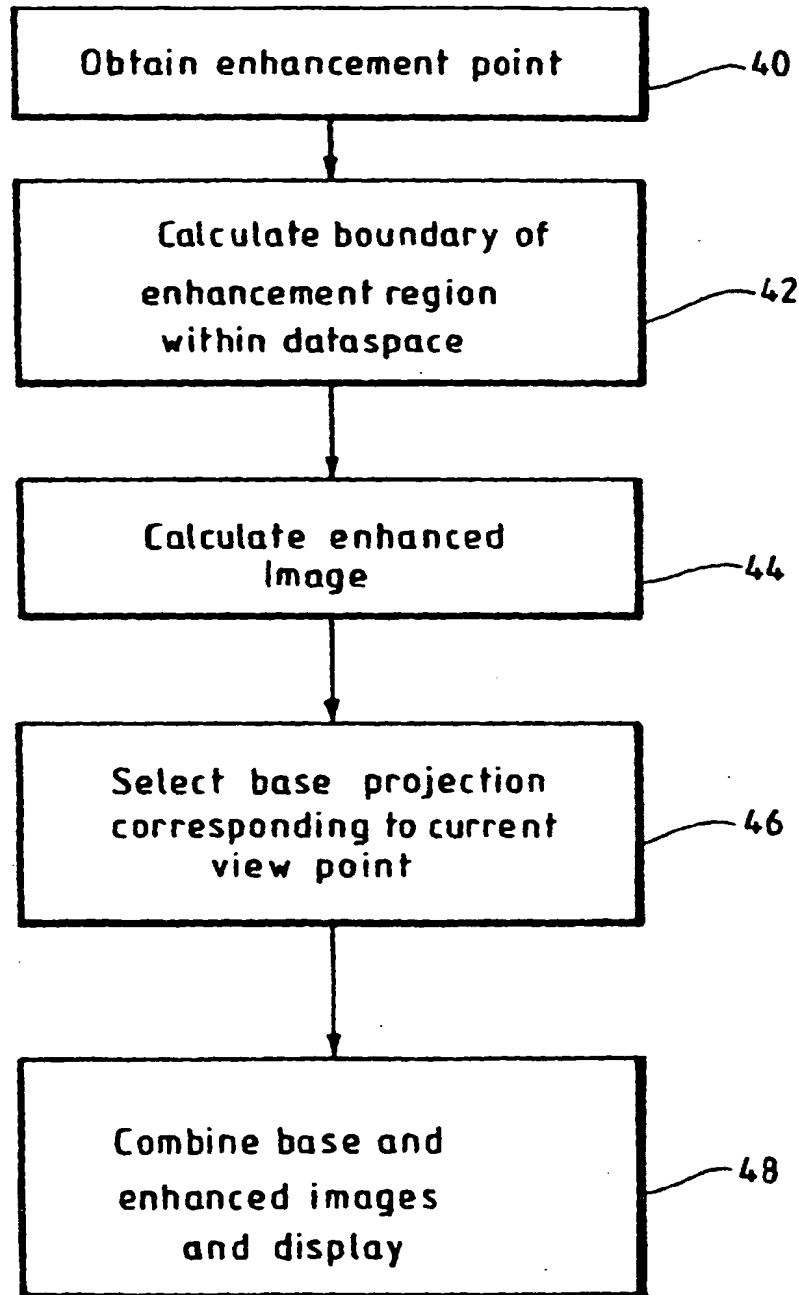 Obtain enhancement point
40
Calculate boundary of
enhancement region
within dataspace
42
Calculate enhanced
Image
44
Select base projection
corresponding to current
view point
46
Combine base and
enhanced images
and display
48